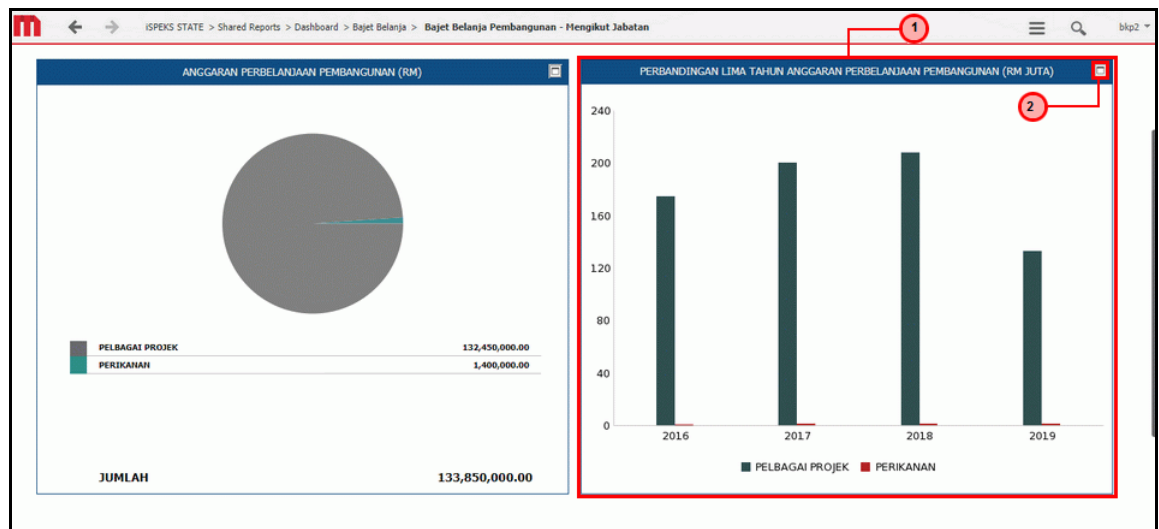 m
iSPEKS STATE > Shared Reports > Dashboard > Bajet Belanja > Bajet Belanja Pembangunan - Mengikut Jabatan
bkp2
1
ANGGARAN PERBELANJAAN PEMBANGUNAN (RM)
PELBAGAI PROJEK 132,450,000.00
PERIKANAN 1,400,000.00
JUMLAH 133,850,000.00
PERBANDINGAN LIMA TAHUN ANGGARAN PERBELANJAAN PEMBANGUNAN (RM JUTA)
2
240
200
160
120
80
40
0
2016 2017 2018 2019
PELBAGAI PROJEK PERIKANAN